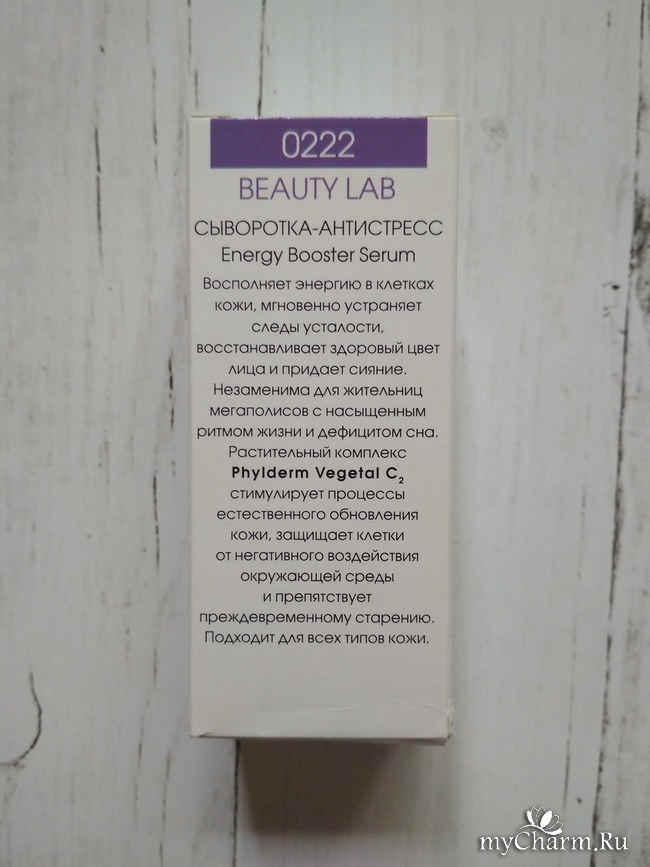 0222
BEAUTY LAB
СЫВОРОТКА-АНТИСТРЕСС
Energy Booster Serum
Восполняет энергию в клетках
кожи, мгновенно устраняет
следы усталости,
восстанавливает здоровый цвет
лица и придает сияние.
Незаменима для жительниц
мегаполисов с насыщенным
ритмом жизни и дефицитом сна.
Растительный комплекс
Phylderm Vegetal C₂
стимулирует процессы
естественного обновления
кожи, защищает клетки
от негативного воздействия
окружающей среды
и препятствует
преждевременному старению.
Подходит для всех типов кожи.
myCharm.Ru